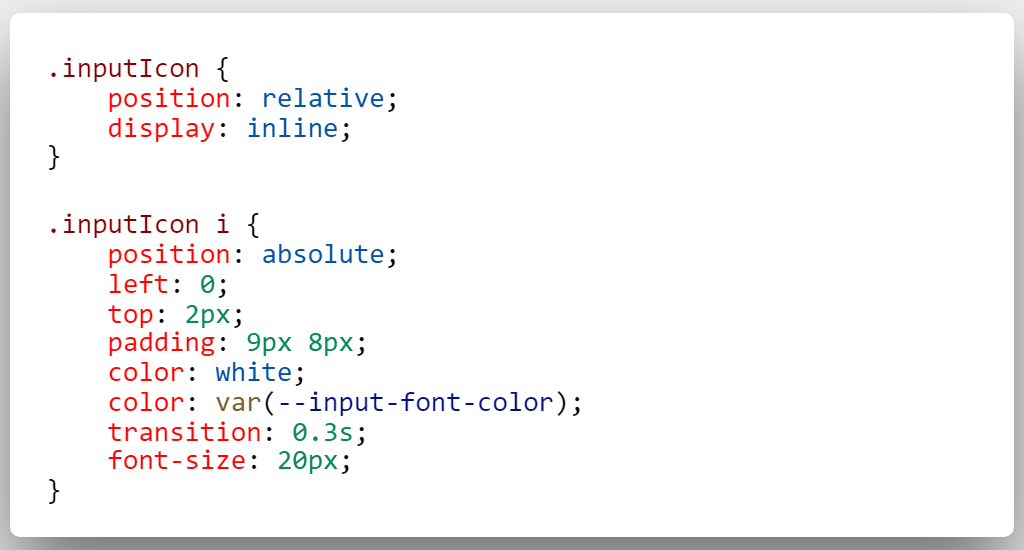 .inputIcon {
    position: relative;
    display: inline;
}

.inputIcon i {
    position: absolute;
    left: 0;
    top: 2px;
    padding: 9px 8px;
    color: white;
    color: var(--input-font-color);
    transition: 0.3s;
    font-size: 20px;
}